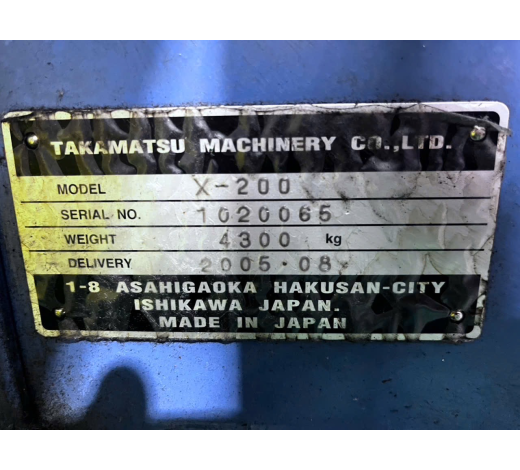 TAKAMATSU MACHINERY CO.,LTD.
MODEL X-200
SERIAL NO. 1020065
WEIGHT 4300 kg
DELIVERY 2005.08.
1-8 ASAHIGAOKA HAKUSAN-CITY
ISHIKAWA JAPAN.
MADE IN JAPAN